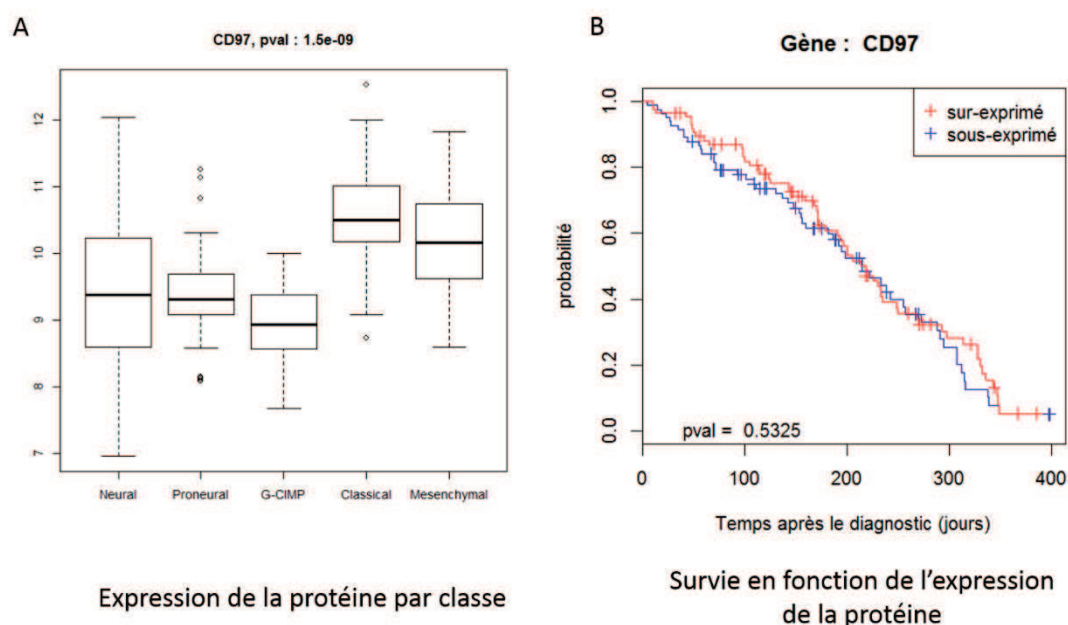 A
CD97, pval : 1.5e-09
12
11
10
9
8
7
Neural Proneural G-CIMP Classical Mesenchymal
Expression de la protéine par classe
B
Gène : CD97
sur-exprimé
sous-exprimé
probabilité
1.0
0.8
0.6
0.4
0.2
0.0
pval = 0.5325
0 100 200 300 400
Temps après le diagnostic (jours)
Survie en fonction de l'expression
de la protéine